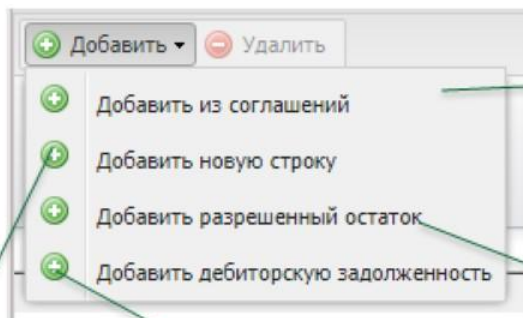 Добавить Удалить
Добавить из соглашений
Добавить новую строку
Добавить разрешенный остаток
Добавить дебиторскую задолженность